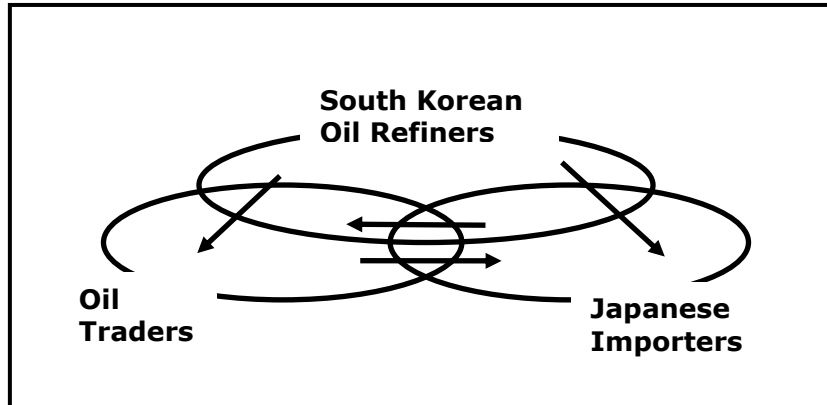 South Korean
Oil Refiners
Oil
Traders
Japanese
Importers